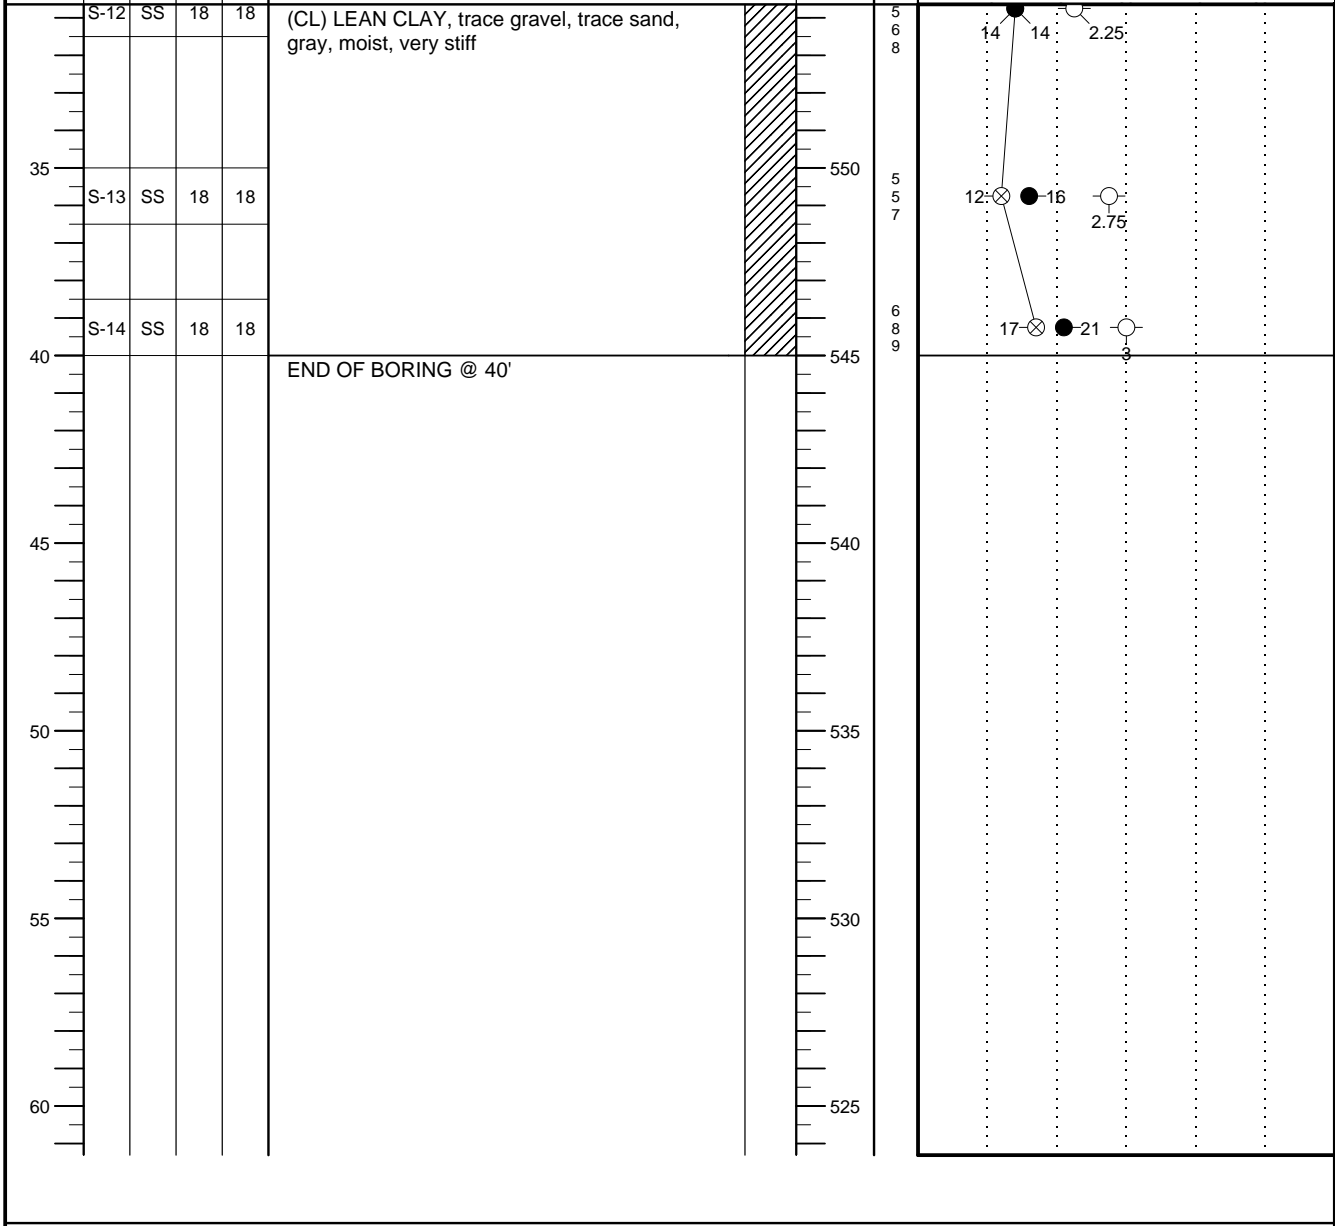 S-12 SS 18 18 (CL) LEAN CLAY, trace gravel, trace sand, 5
gray, moist, very stiff 6 14 14 2.25
8
35 550
5
S-13 SS 18 18 5 12 16
7 2.75
6
S-14 SS 18 18 8 17 21
9
40 545 3
END OF BORING @ 40'
45 540
50 535
55 530
60 525